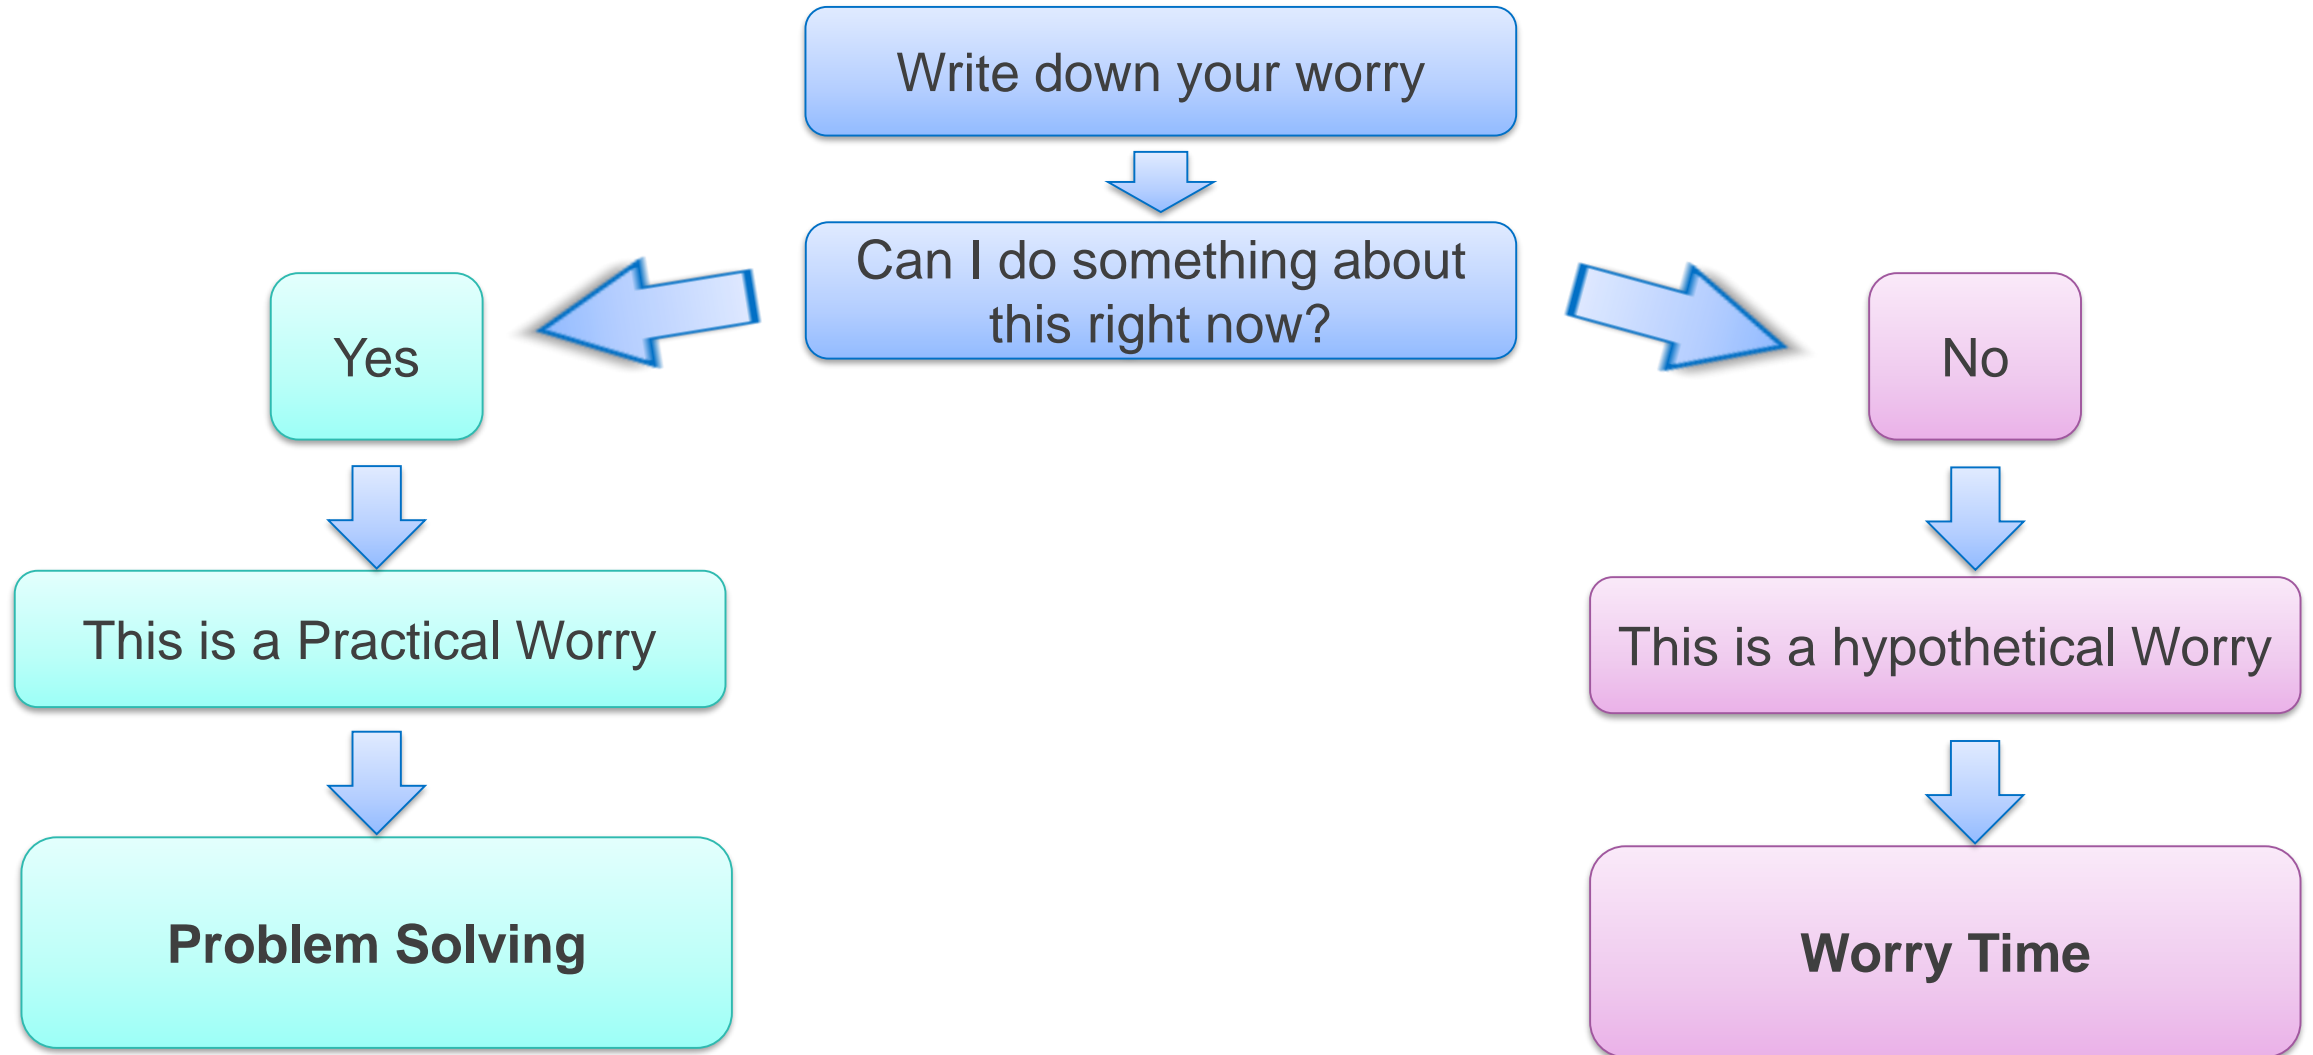 Write down your worry
Can I do something about
this right now?
Yes
No
This is a Practical Worry
This is a hypothetical Worry
Problem Solving
Worry Time